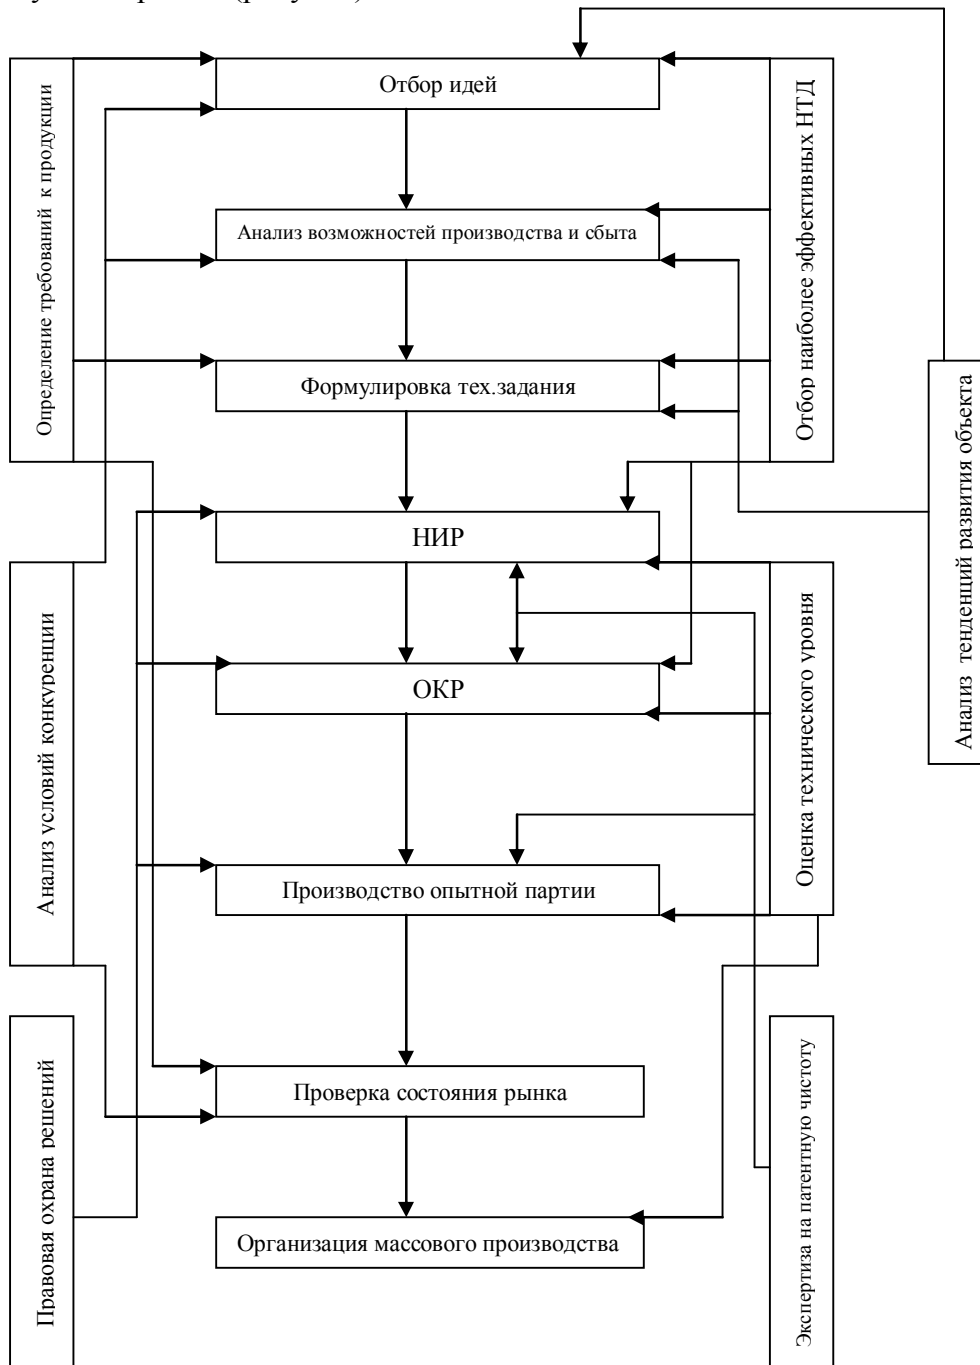 Отбор идей
Анализ возможностей производства и сбыта
Формулировка тех.задания
НИР
ОКР
Производство опытной партии
Проверка состояния рынка
Организация массового производства
Определение требований к продукции
Анализ условий конкуренции
Правовая охрана решений
Отбор наиболее эффективных НТД
Оценка технического уровня
Экспертиза на патентную чистоту
Анализ тенденций развития объекта